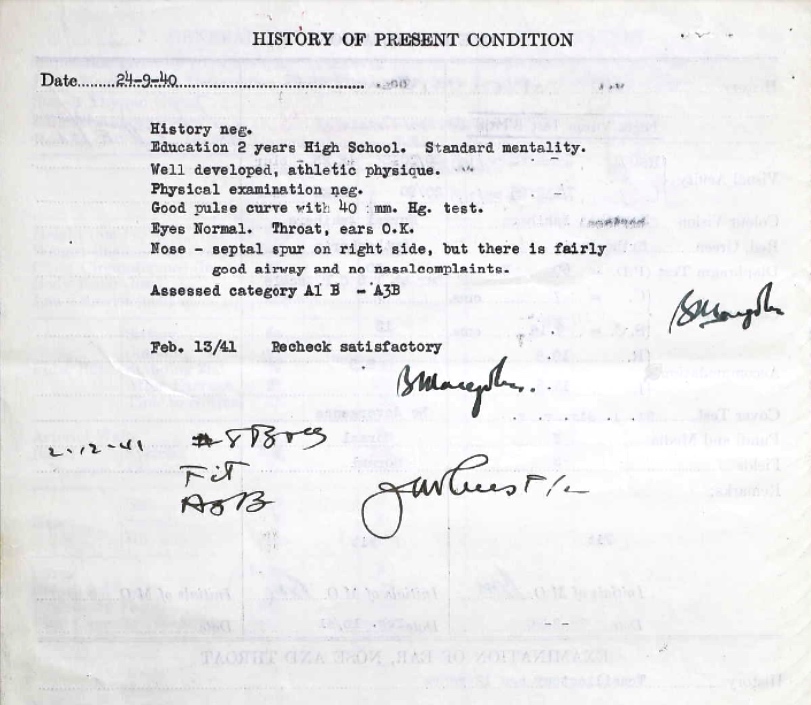 HISTORY OF PRESENT CONDITION
Date 24-9-40
History neg.
Education 2 years High School. Standard mentality.
Well developed, athletic physique.
Physical examination neg.
Good pulse curve with 40 mm. Hg. test.
Eyes Normal. Throat, ears O.K.
Nose - septal spur on right side, but there is fairly
good airway and no nasalcomplaints.
Assessed category A1 B - A3B
Feb. 13/41 Recheck satisfactory
2-12-41
Fit